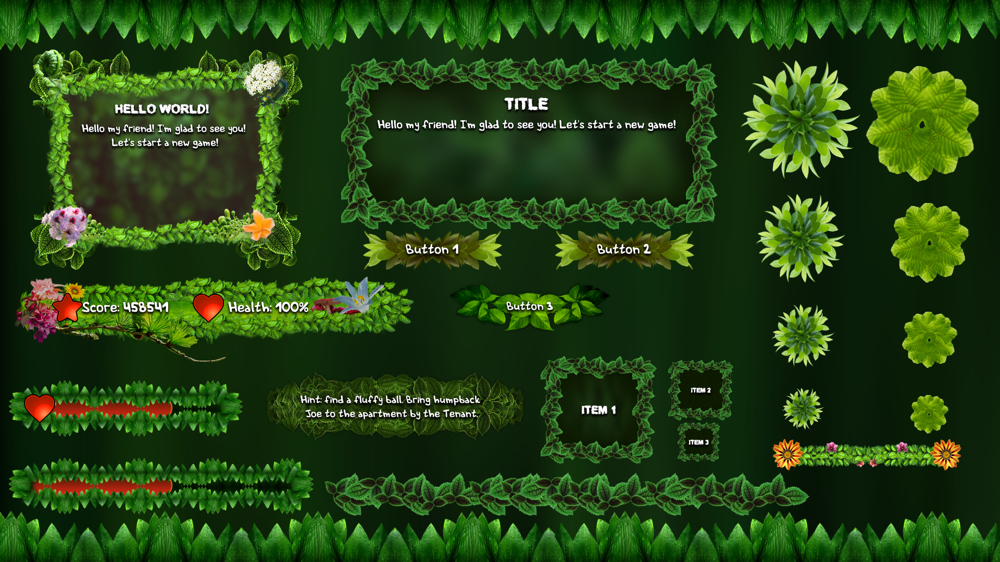 HELLO WORLD!
Hello my friend! I'm glad to see you!
Let's start a new game!
TITLE
Hello my friend! I'm glad to see you! Let's start a new game!
Button 1
Button 2
Score: 458541
Health: 100%
Button 3
Hint: find a fluffy ball. Bring humpback
Joe to the apartment by the Tenant.
ITEM 1
ITEM 2
ITEM 3